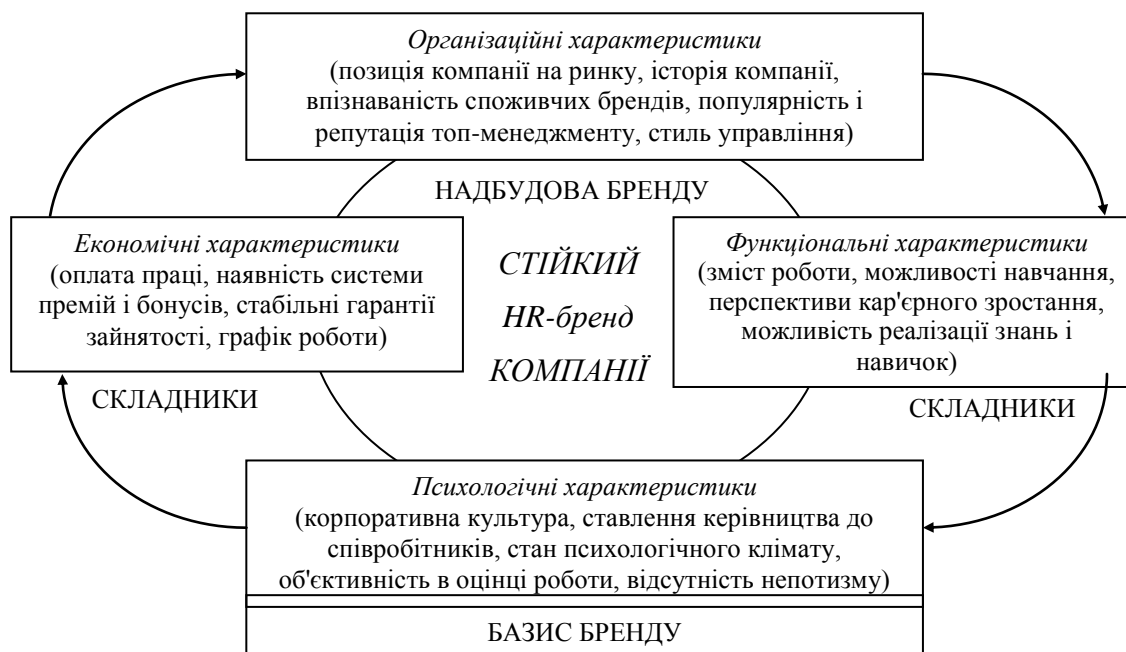 Організаційні характеристики
(позиція компанії на ринку, історія компанії,
впізнаваність споживчих брендів, популярність і
репутація топ-менеджменту, стиль управління)
НАДБУДОВА БРЕНДУ
Економічні характеристики
(оплата праці, наявність системи
премій і бонусів, стабільні гарантії
зайнятості, графік роботи)
СКЛАДНИКИ
СТІЙКИЙ
HR-бренд
КОМПАНІЇ
Функціональні характеристики
(зміст роботи, можливості навчання,
перспективи кар'єрного зростання,
можливість реалізації знань і
навичок)
СКЛАДНИКИ
Психологічні характеристики
(корпоративна культура, ставлення керівництва до
співробітників, стан психологічного клімату,
об'єктивність в оцінці роботи, відсутність непотизму)
БАЗИС БРЕНДУ